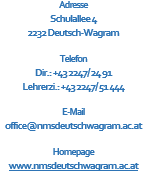 Adresse
Schulallee 4
2232 Deutsch-Wagram
Telefon
Dir.: +43 2247/ 24 91
Lehrerzi.: +43 2247/ 51 444
E-Mail
office@nmsdeutschwagram.ac.at
Homepage
www.nmsdeutschwagram.ac.at